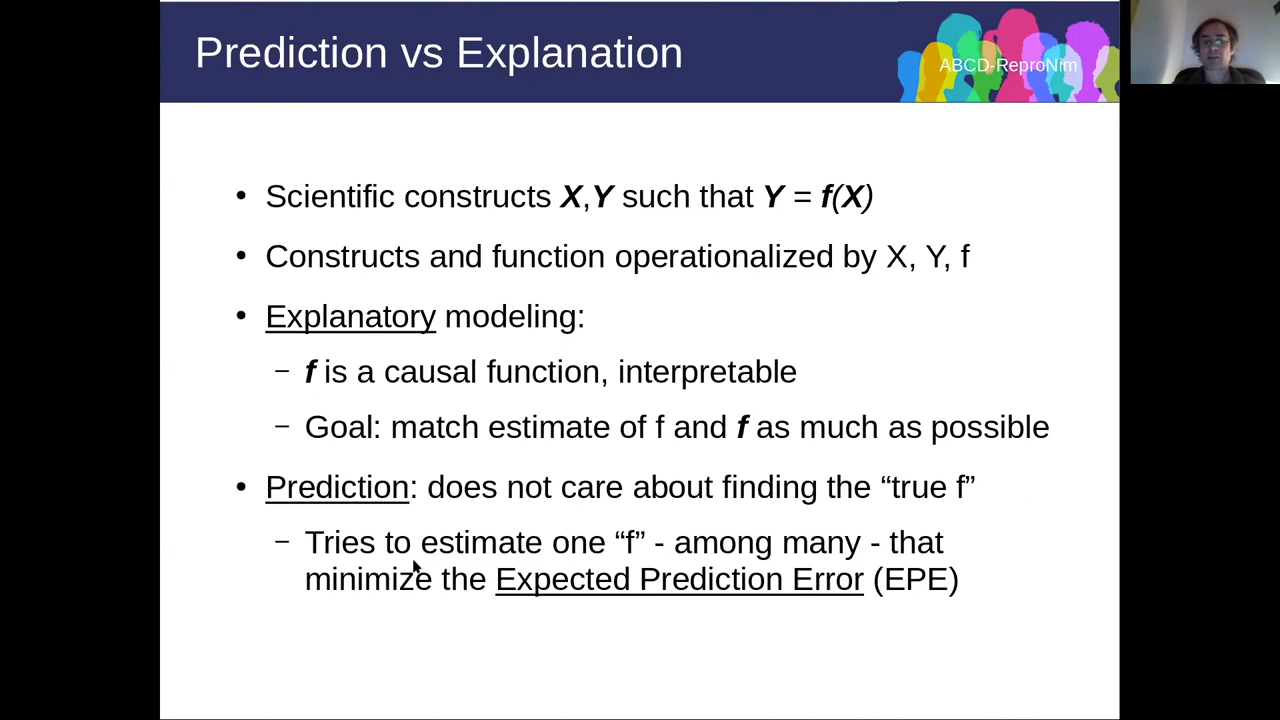 Prediction vs Explanation
ABCD-ReproNim
• Scientific constructs X,Y such that Y = f(X)
• Constructs and function operationalized by X, Y, f
• Explanatory modeling:
– f is a causal function, interpretable
– Goal: match estimate of f and f as much as possible
• Prediction: does not care about finding the “true f”
– Tries to estimate one “f” - among many - that
minimize the Expected Prediction Error (EPE)